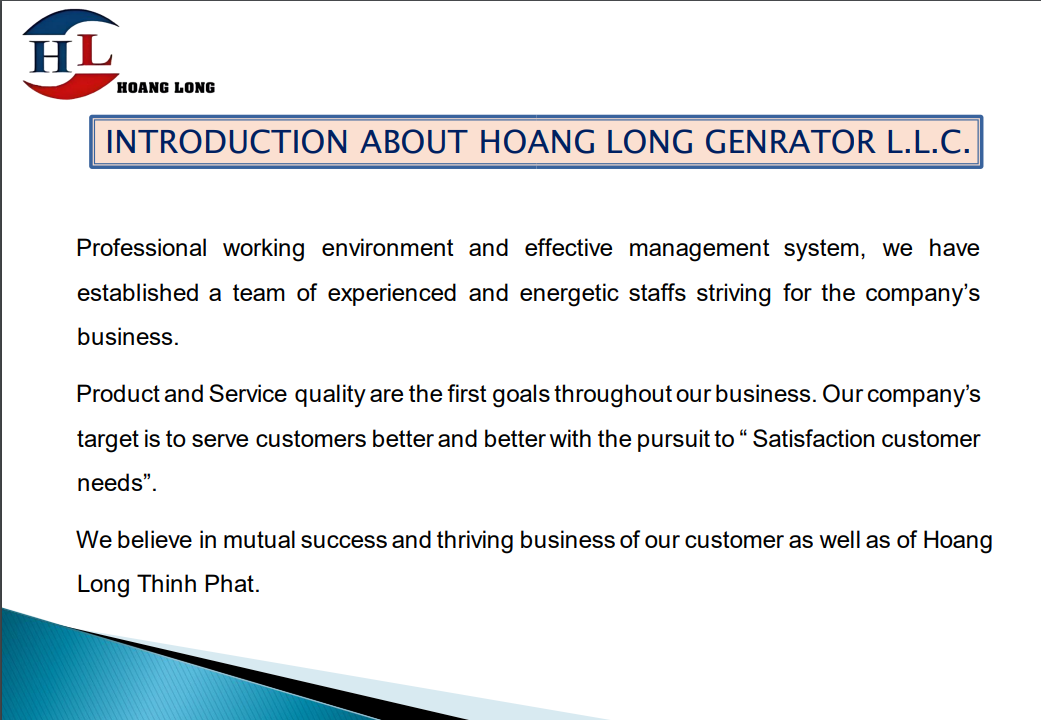 HL
HOANG LONG
INTRODUCTION ABOUT HOANG LONG GENRATOR L.L.C.
Professional working environment and effective management system, we have
established a team of experienced and energetic staffs striving for the company’s
business.
Product and Service quality are the first goals throughout our business. Our company’s
target is to serve customers better and better with the pursuit to “ Satisfaction customer
needs”.
We believe in mutual success and thriving business of our customer as well as of Hoang
Long Thinh Phat.